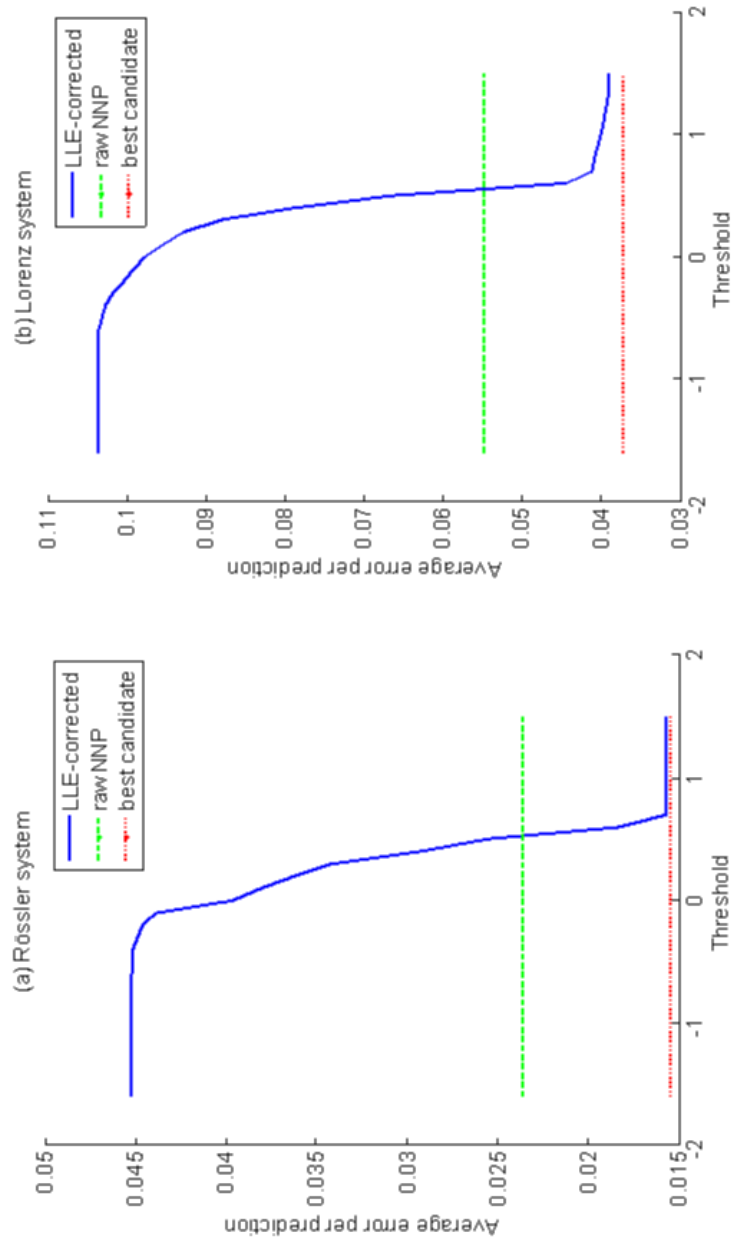 (a) Rössler system
LLE-corrected
raw NNP
best candidate
0.05
0.045
0.04
0.035
0.03
0.025
0.02
0.015
-2
-1
0
1
2
Threshold
Average error per prediction
(b) Lorenz system
LLE-corrected
raw NNP
best candidate
0.11
0.1
0.09
0.08
0.07
0.06
0.05
0.04
0.03
-2
-1
0
1
2
Threshold
Average error per prediction